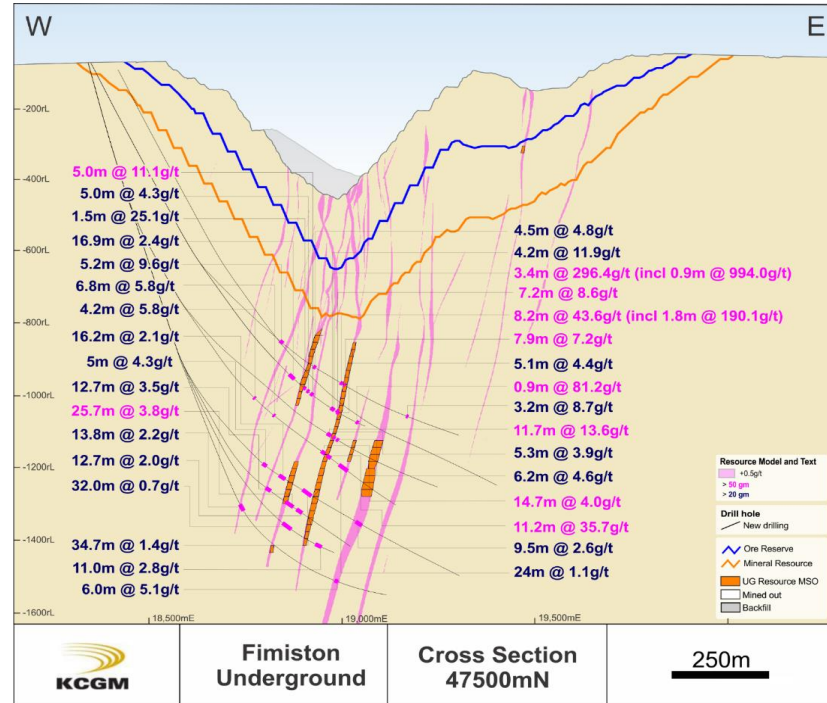 W
E
-200rL
-400rL
-600rL
-800rL
-1000rL
-1200rL
-1400rL
-1600rL
5.0m @ 11.1g/t
5.0m @ 4.3g/t
1.5m @ 25.1g/t
16.9m @ 2.4g/t
5.2m @ 9.6g/t
6.8m @ 5.8g/t
4.2m @ 5.8g/t
16.2m @ 2.1g/t
5m @ 4.3g/t
12.7m @ 3.5g/t
25.7m @ 3.8g/t
13.8m @ 2.2g/t
12.7m @ 2.0g/t
32.0m @ 0.7g/t
34.7m @ 1.4g/t
11.0m @ 2.8g/t
6.0m @ 5.1g/t
4.5m @ 4.8g/t
4.2m @ 11.9g/t
3.4m @ 296.4g/t (incl 0.9m @ 994.0g/t)
7.2m @ 8.6g/t
8.2m @ 43.6g/t (incl 1.8m @ 190.1g/t)
7.9m @ 7.2g/t
5.1m @ 4.4g/t
0.9m @ 81.2g/t
3.2m @ 8.7g/t
11.7m @ 13.6g/t
5.3m @ 3.9g/t
6.2m @ 4.6g/t
14.7m @ 4.0g/t
11.2m @ 35.7g/t
9.5m @ 2.6g/t
24m @ 1.1g/t
Resource Model and Text
+0.5g/t
> 50 gm
> 20 gm
Drill hole
New drilling
Ore Reserve
Mineral Resource
UG Resource MSO
Mined out
Backfill
18,500mE
19,000mE
19,500mE
KCGM
Fimiston
Underground
Cross Section
47500mN
250m